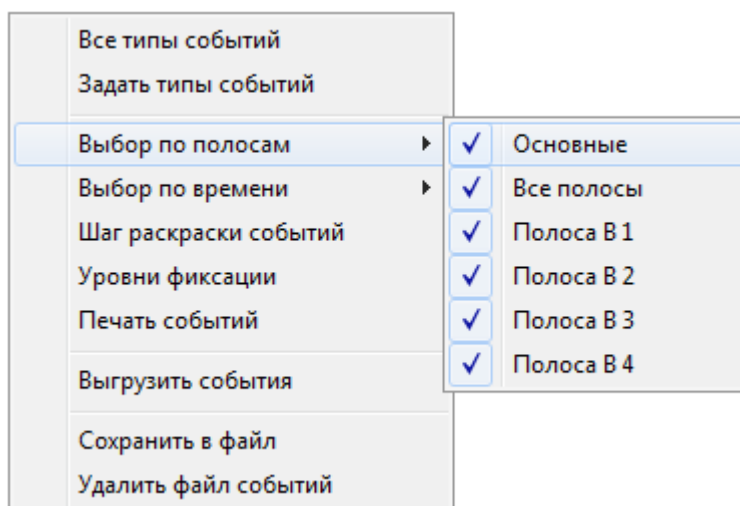 Все типы событий
Задать типы событий
Выбор по полосам
Выбор по времени
Шаг раскраски событий
Уровни фиксации
Печать событий
Выгрузить события
Сохранить в файл
Удалить файл событий
Основные
Все полосы
Полоса В 1
Полоса В 2
Полоса В 3
Полоса В 4